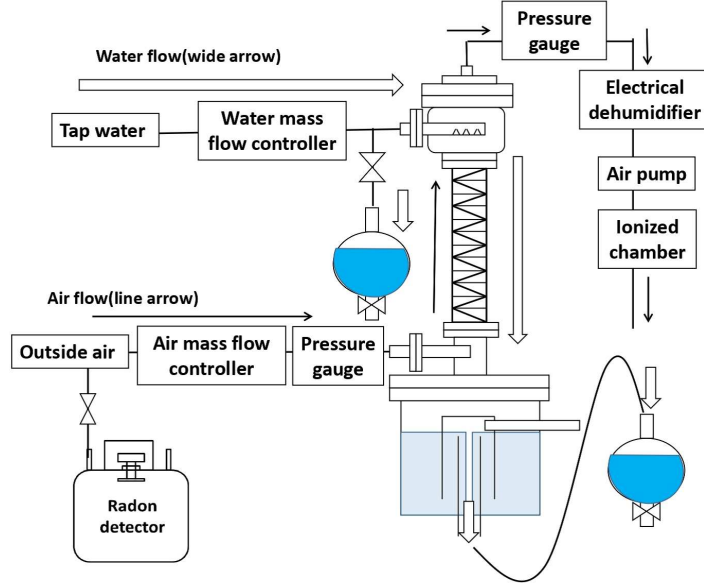 Pressure
gauge
Water flow(wide arrow)
Electrical
dehumidifier
Tap water
Water mass
flow controller
Air pump
Ionized
chamber
Air flow(line arrow)
Outside air
Air mass flow
controller
Pressure
gauge
Radon
detector